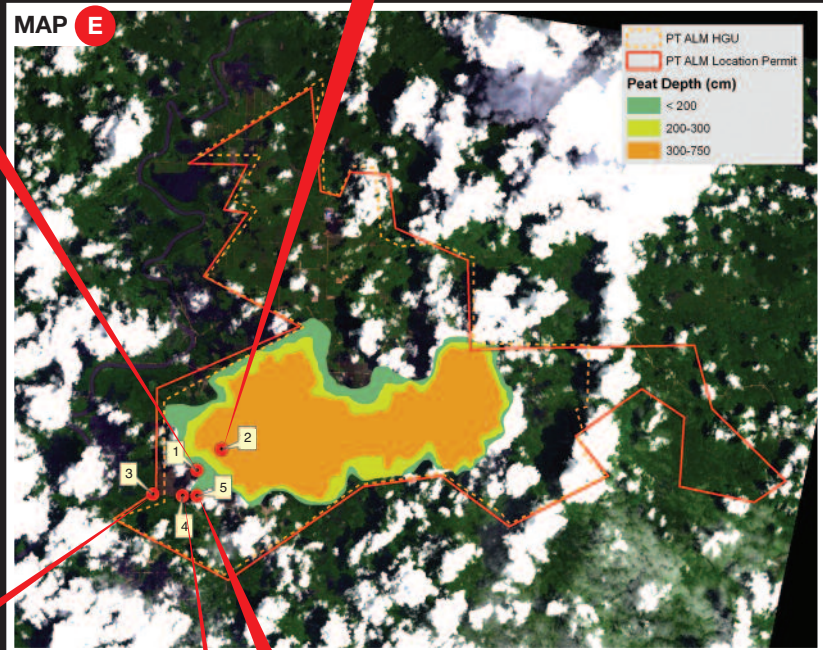 MAP E
PT ALM HGU
PT ALM Location Permit
Peat Depth (cm)
< 200
200-300
300-750
1
2
3
5
4